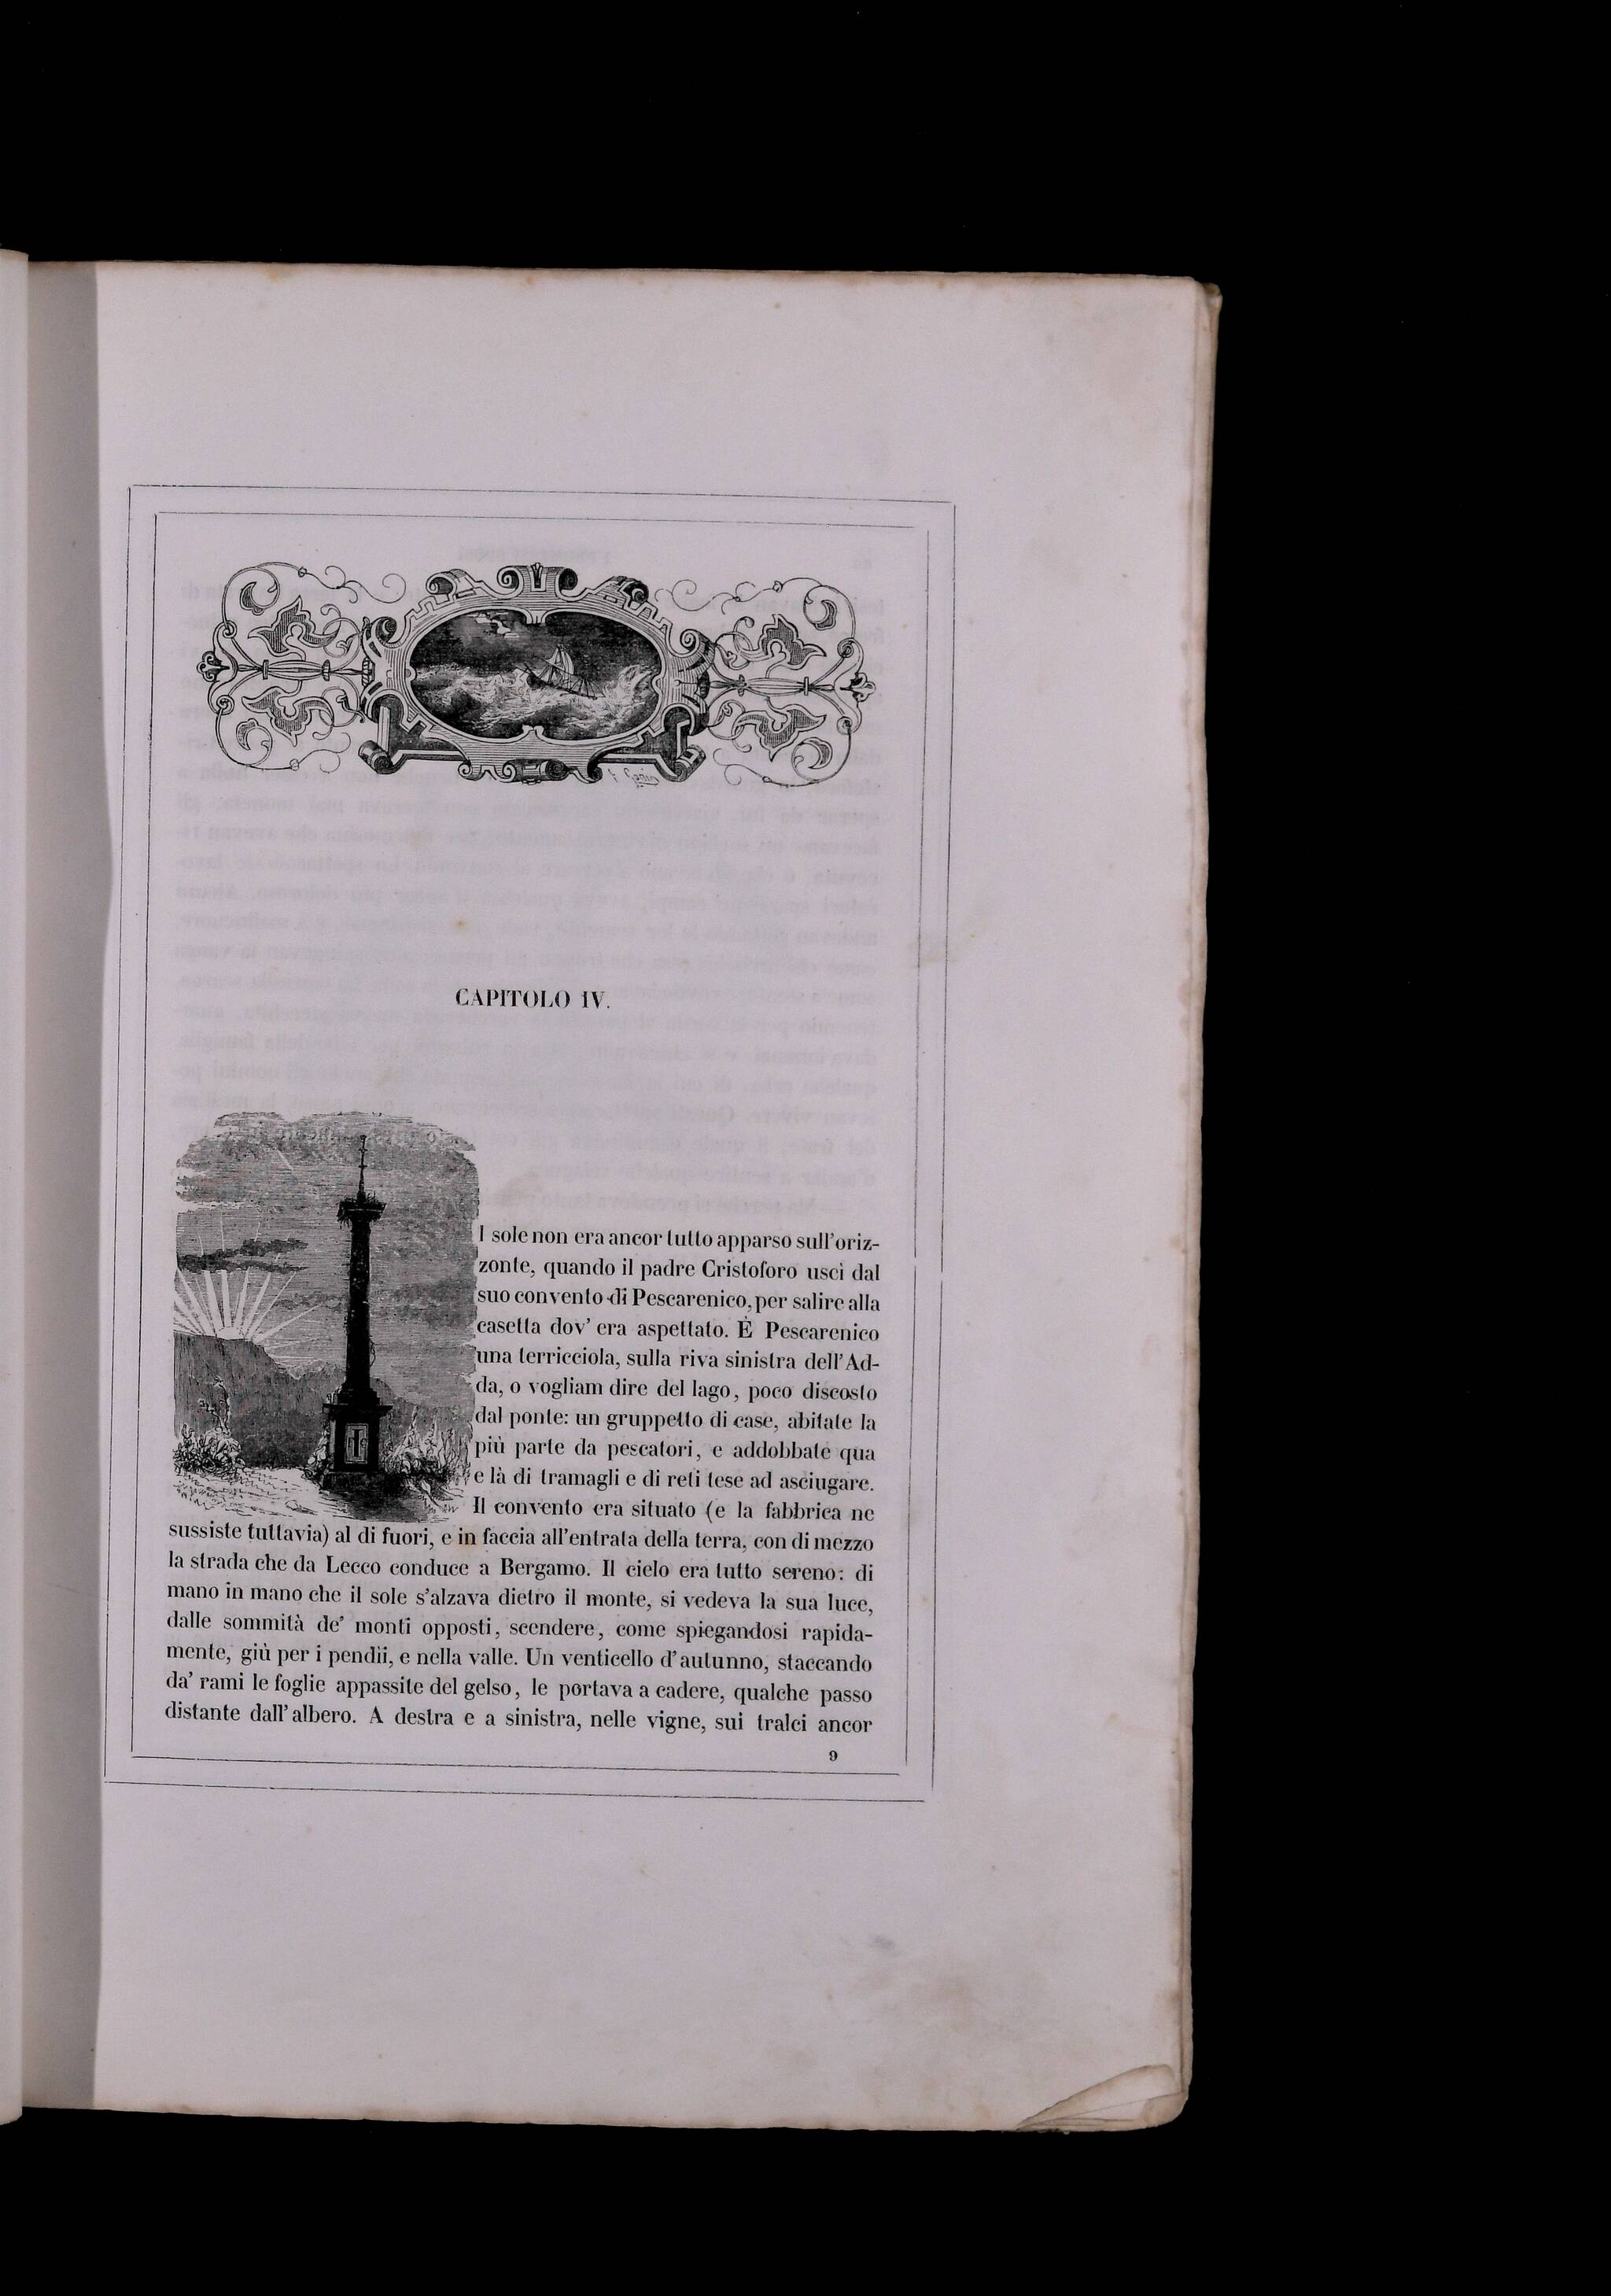 CAPITOLO IV.
l sole non era ancor tutto apparso sull'oriz-
zonte, quando il padre Cristoforo uscì dal
suo convento di Pescarenico, per salire alla
casetta dov' era aspettato. È Pescarenico
una terricciola, sulla riva sinistra dell'Ad-
da, o vogliam dire del lago, poco discosto
dal ponte: un gruppetto di case, abitate la
più parte da pescatori, e addobbate qua
e là di tramagli e di reti tese ad asciugare.
Il convento era situato (e la fabbrica ne
sussiste tuttavia) al di fuori, e in faccia all'entrata della terra, con di mezzo
la strada che da Lecco conduce a Bergamo. Il cielo era tutto sereno: di
mano in mano che il sole s'alzava dietro il monte, si vedeva la sua luce,
dalle sommità de' monti opposti, scendere, come spiegandosi rapida-
mente, giù per i pendìi, e nella valle. Un venticello d'autunno, staccando
da' rami le foglie appassite del gelso, le portava a cadere, qualche passo
distante dall'albero. A destra e a sinistra, nelle vigne, sui tralci ancor
9